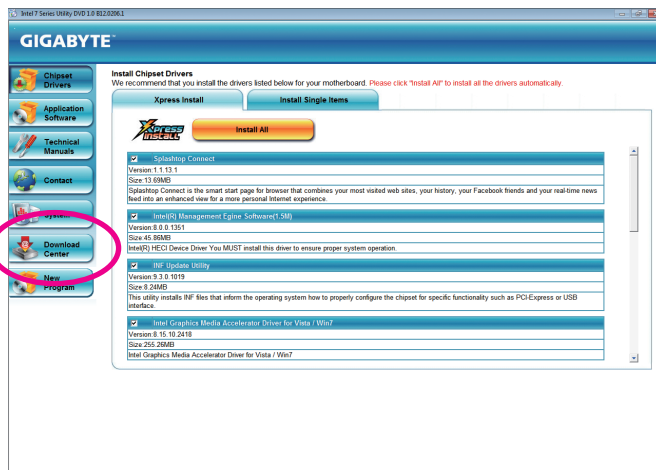 Intel 7 Series Utility DVD 1.0 B12.0206.1
GIGABYTE™
Chipset
Drivers
Application
Software
Technical
Manuals
Contact
System
Download
Center
New
Program
Install Chipset Drivers
We recommend that you install the drivers listed below for your motherboard. Please click "Install All" to install all the drivers automatically.
Xpress Install
Install Single Items
Xpress
Install
Install All
Splashtop Connect
Version:1.1.13.1
Size:13.69MB
Splashtop Connect is the smart start page for browser that combines your most visited web sites, your history, your Facebook friends and your real-time news
feed into an enhanced view for a more personal Internet experience.
Intel(R) Management Egine Software(1.5M)
Version:8.0.0.1351
Size:45.86MB
Intel(R) HECI Device Driver You MUST install this driver to ensure proper system operation.
INF Update Utility
Version:9.3.0.1019
Size:8.24MB
This utility installs INF files that inform the operating system how to properly configure the chipset for specific functionality such as PCI-Express or USB
interface.
Intel Graphics Media Accelerator Driver for Vista / Win7
Version:8.15.10.2418
Size:255.26MB
Intel Graphics Media Accelerator Driver for Vista / Win7